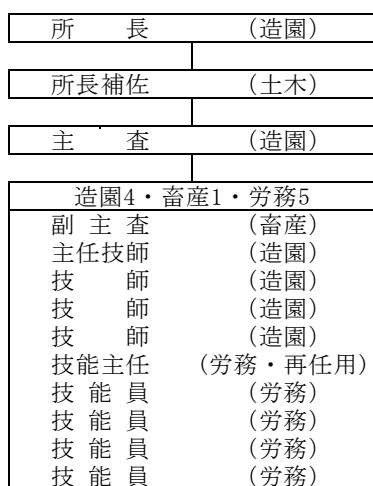 所　　長　（造園）
所長補佐　（土木）
主　　査　（造園）
造園4・畜産1・労務5
副 主 査　（畜産）
主任技師　（造園）
技　　師　（造園）
技　　師　（造園）
技　　師　（造園）
技能主任　（労務・再任用）
技 能 員　（労務）
技 能 員　（労務）
技 能 員　（労務）
技 能 員　（労務）